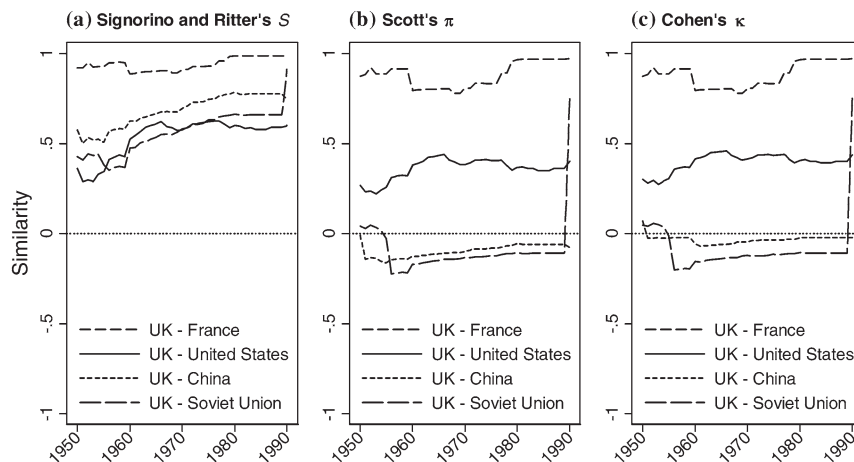 (a) Signorino and Ritter's S
(b) Scott's π
(c) Cohen's κ
Similarity
1
.5
0
-.5
-1
UK - France
UK - United States
UK - China
UK - Soviet Union
1950
1960
1970
1980
1990
1
.5
0
-.5
-1
UK - France
UK - United States
UK - China
UK - Soviet Union
1950
1960
1970
1980
1990
1
.5
0
-.5
-1
UK - France
UK - United States
UK - China
UK - Soviet Union
1950
1960
1970
1980
1990